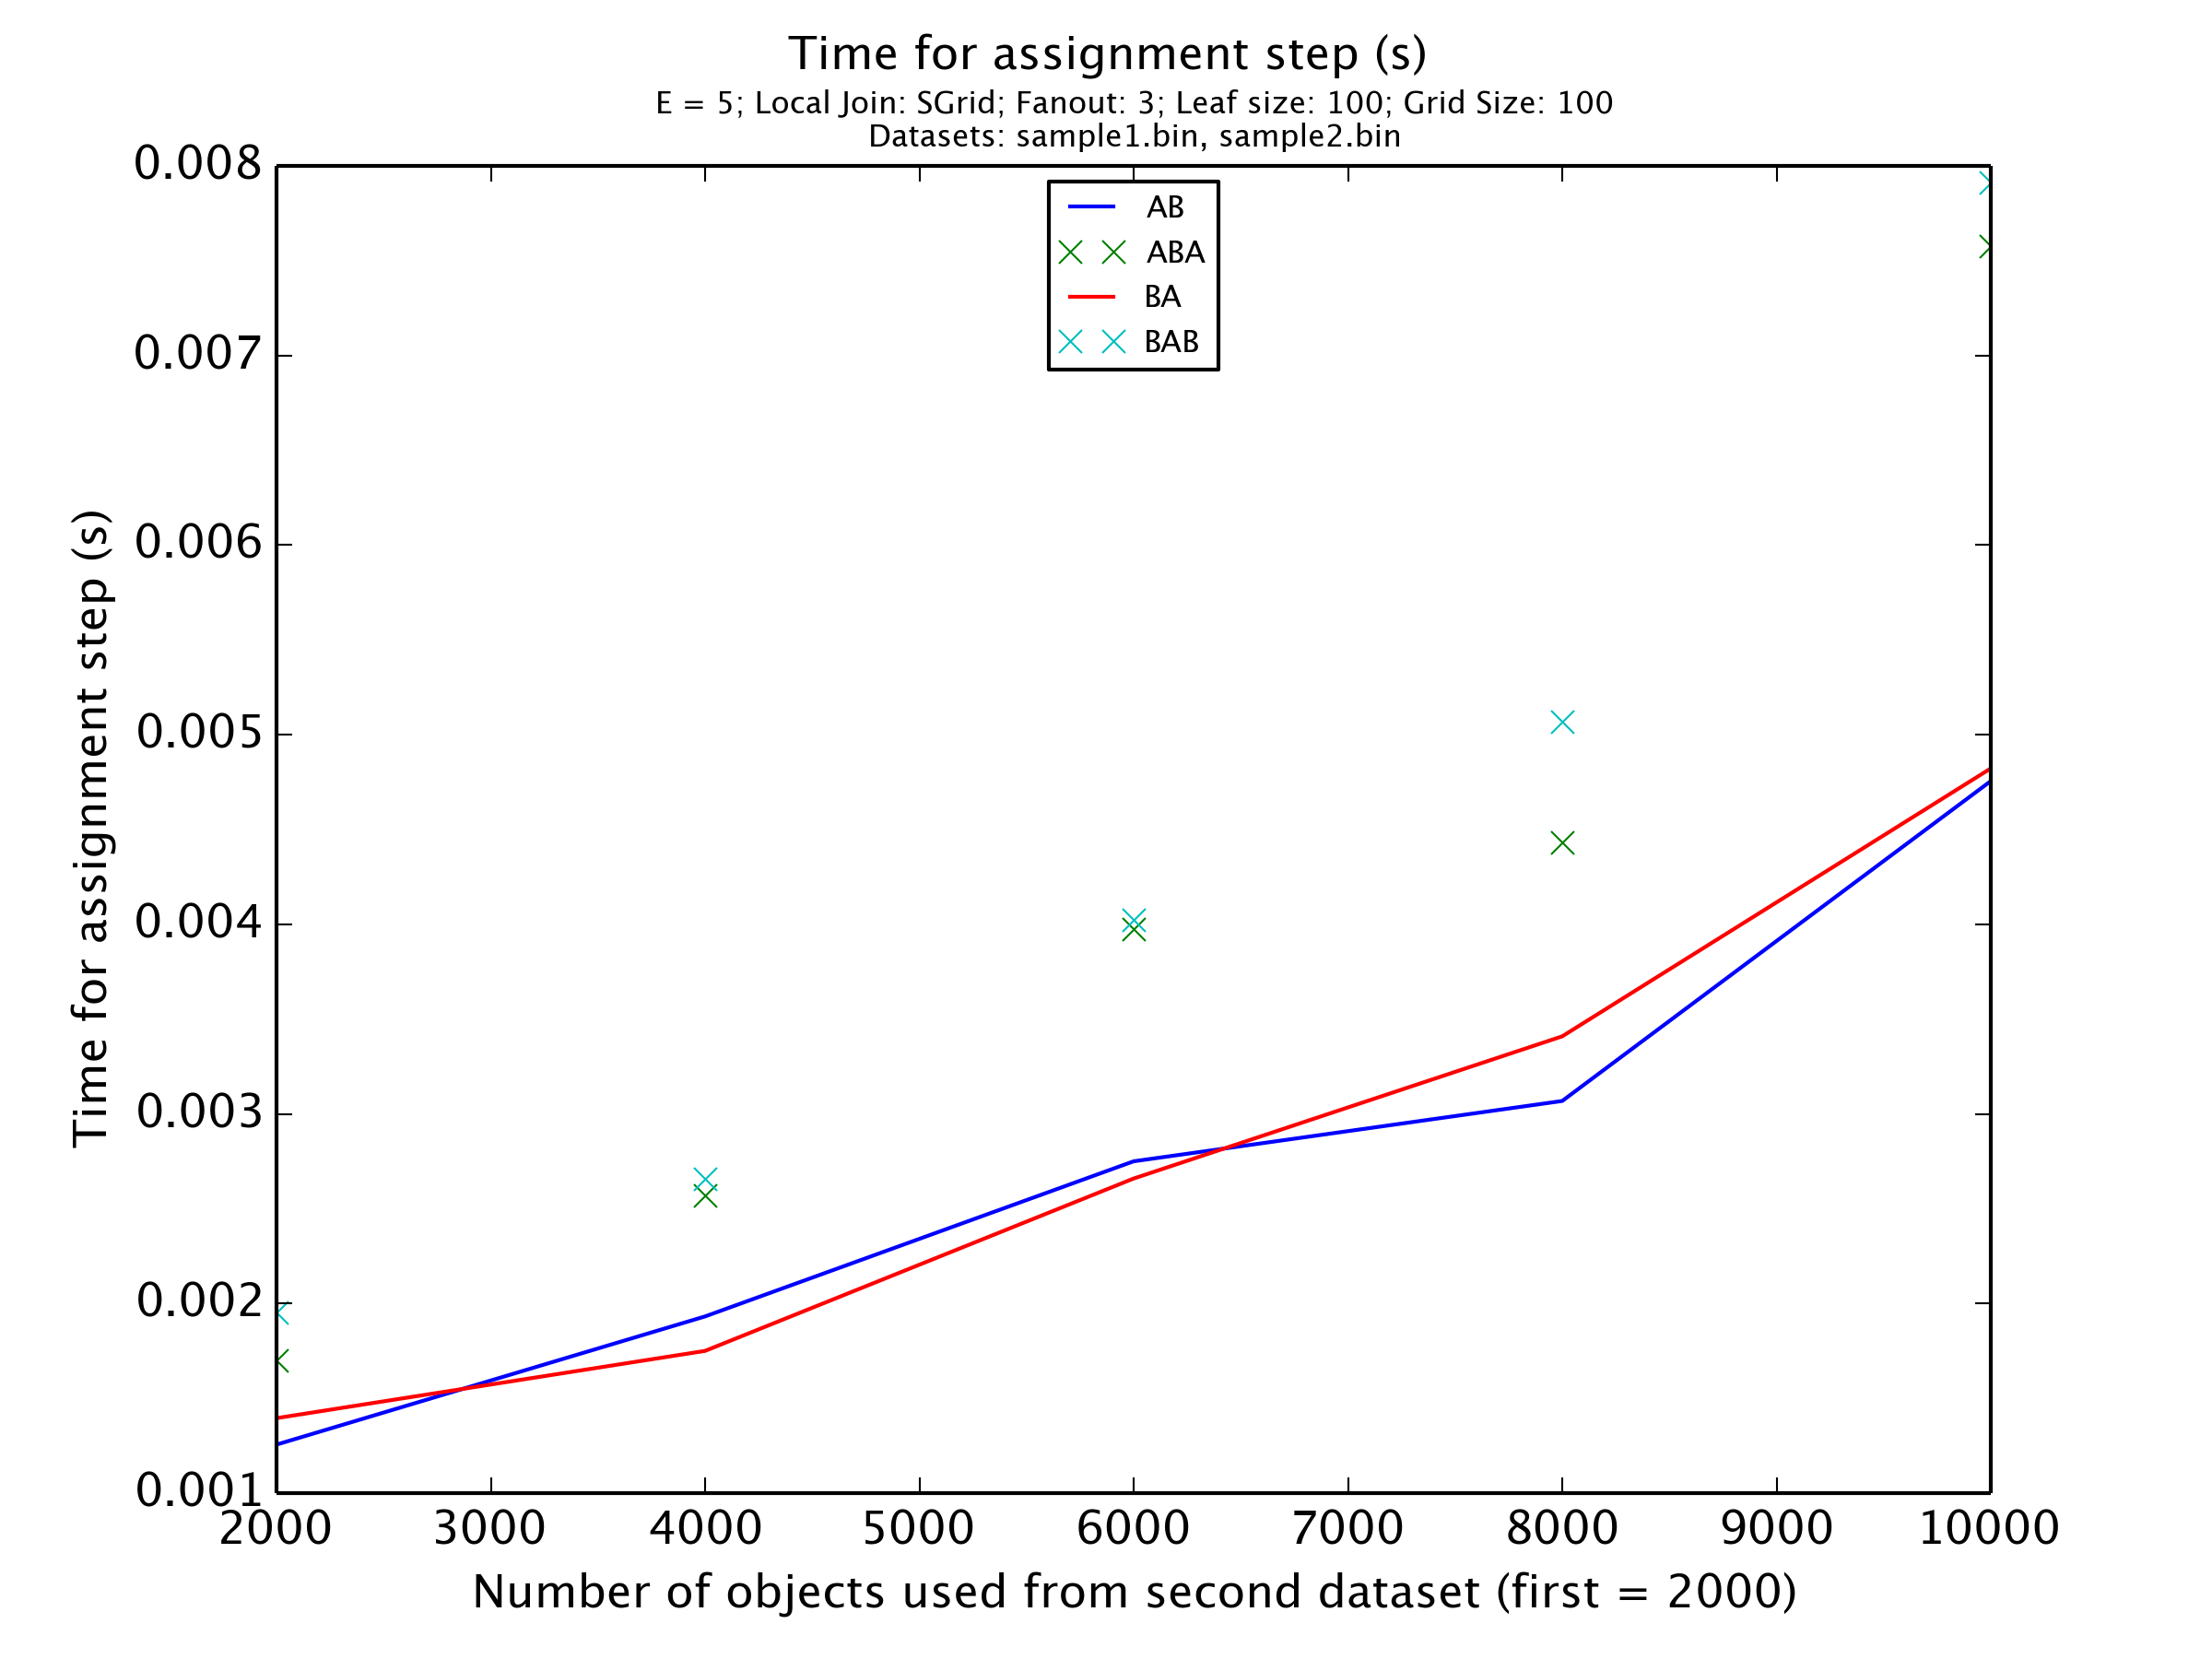 Time for assignment step (s)
E = 5; Local Join: SGrid; Fanout: 3; Leaf size: 100; Grid Size: 100
Datasets: sample1.bin, sample2.bin
AB
ABA
BA
BAB
0.008
0.007
0.006
0.005
0.004
0.003
0.002
0.001
Time for assignment step (s)
2000 3000 4000 5000 6000 7000 8000 9000 10000
Number of objects used from second dataset (first = 2000)